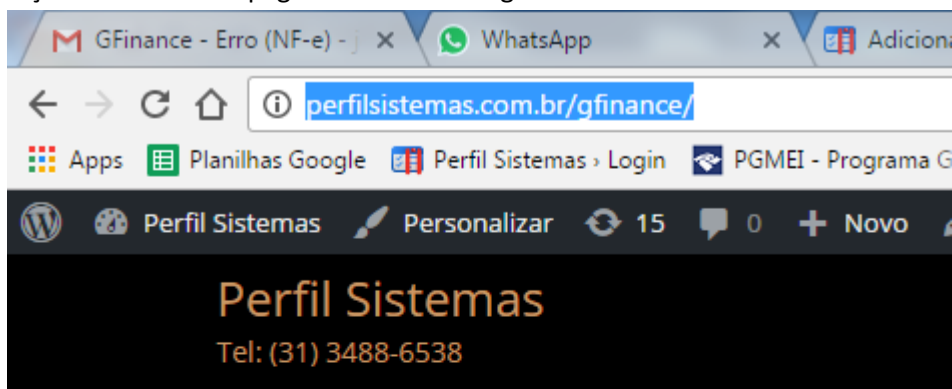 GFinance - Erro (NF-e) - j
WhatsApp
Adiciona
perfilsistemas.com.br/gfinance/
Apps Planilhas Google Perfil Sistemas › Login PGMEI - Programa G
Perfil Sistemas Personalizar 15 0 + Novo
Perfil Sistemas
Tel: (31) 3488-6538